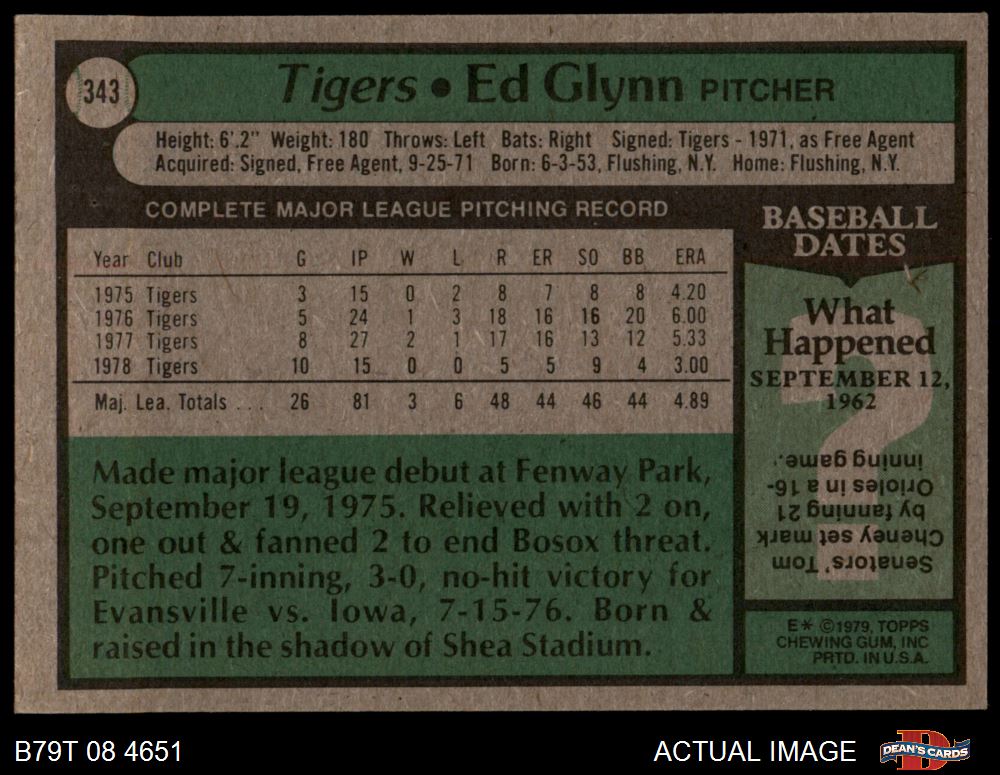 343
Tigers • Ed Glynn PITCHER
Height: 6'.2" Weight: 180 Throws: Left Bats: Right Signed: Tigers - 1971, as Free Agent
Acquired: Signed, Free Agent, 9-25-71 Born: 6-3-53, Flushing, N.Y. Home: Flushing, N.Y.
COMPLETE MAJOR LEAGUE PITCHING RECORD
Year Club G IP W L R ER SO BB ERA
1975 Tigers 3 15 0 2 8 7 8 8 4.20
1976 Tigers 5 24 1 3 18 16 16 20 6.00
1977 Tigers 8 27 2 1 17 16 13 12 5.33
1978 Tigers 10 15 0 0 5 5 9 4 3.00
Maj. Lea. Totals ... 26 81 3 6 48 44 46 44 4.89
Made major league debut at Fenway Park,
September 19, 1975. Relieved with 2 on,
one out & fanned 2 to end Bosox threat.
Pitched 7-inning, 3-0, no-hit victory for
Evansville vs. Iowa, 7-15-76. Born &
raised in the shadow of Shea Stadium.
BASEBALL
DATES
What
Happened
SEPTEMBER 12,
1962
?
Senators' Tom
Cheney set mark
by fanning 21
Orioles in a 16-
inning game.
E* ©1979, TOPPS
CHEWING GUM, INC
PRTD. IN U.S.A.
B79T 08 4651
ACTUAL IMAGE
D
DEAN'S CARDS